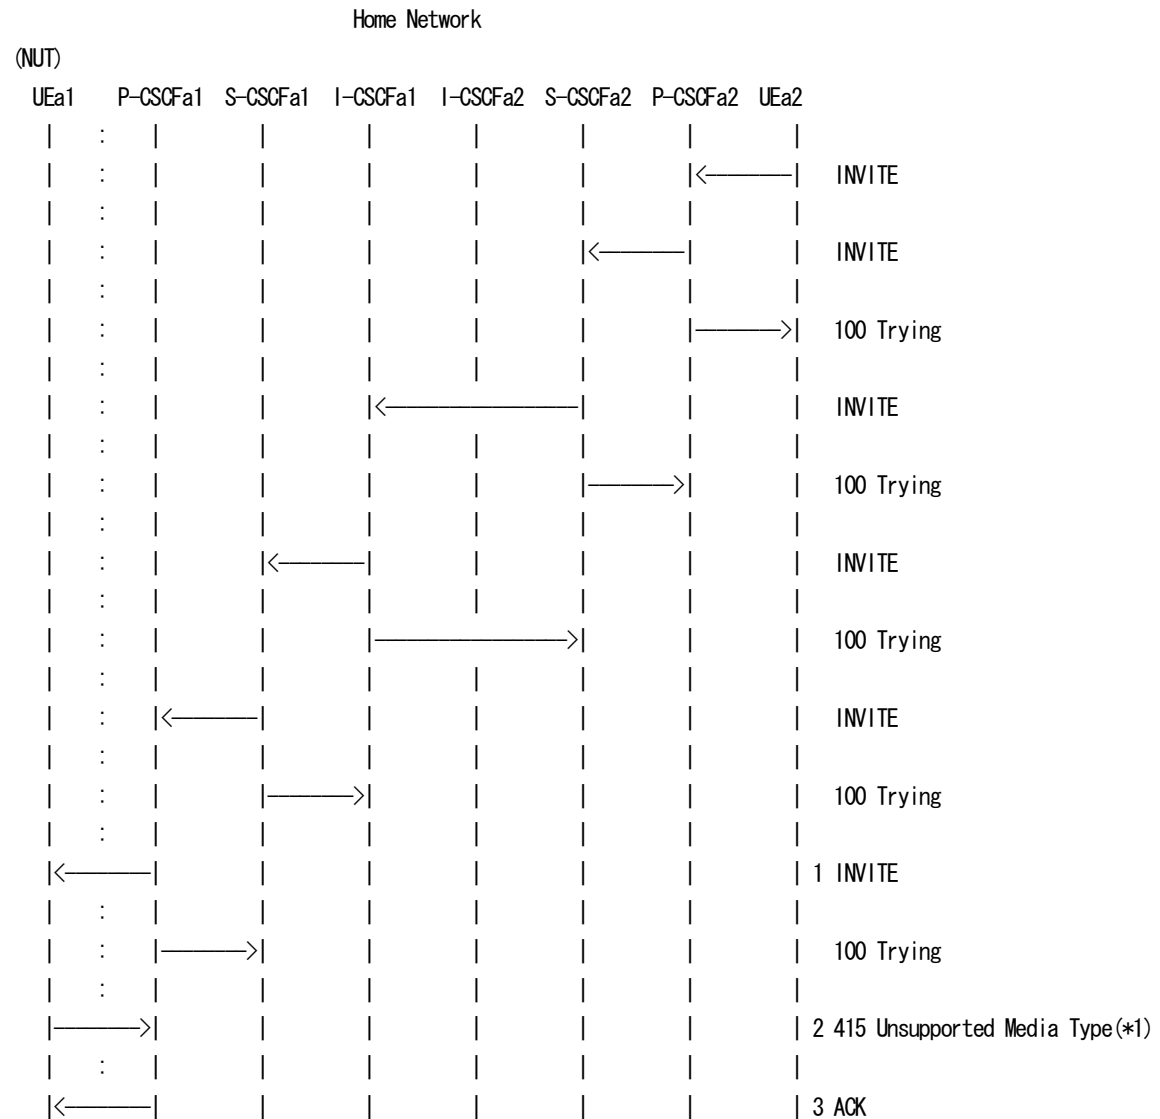 Home Network
(NUT)
UEa1 P-CSCFa1 S-CSCFa1 I-CSCFa1 I-CSCFa2 S-CSCFa2 P-CSCFa2 UEa2
INVITE
INVITE
100 Trying
INVITE
100 Trying
INVITE
100 Trying
INVITE
100 Trying
1 INVITE
100 Trying
2 415 Unsupported Media Type(*1)
3 ACK